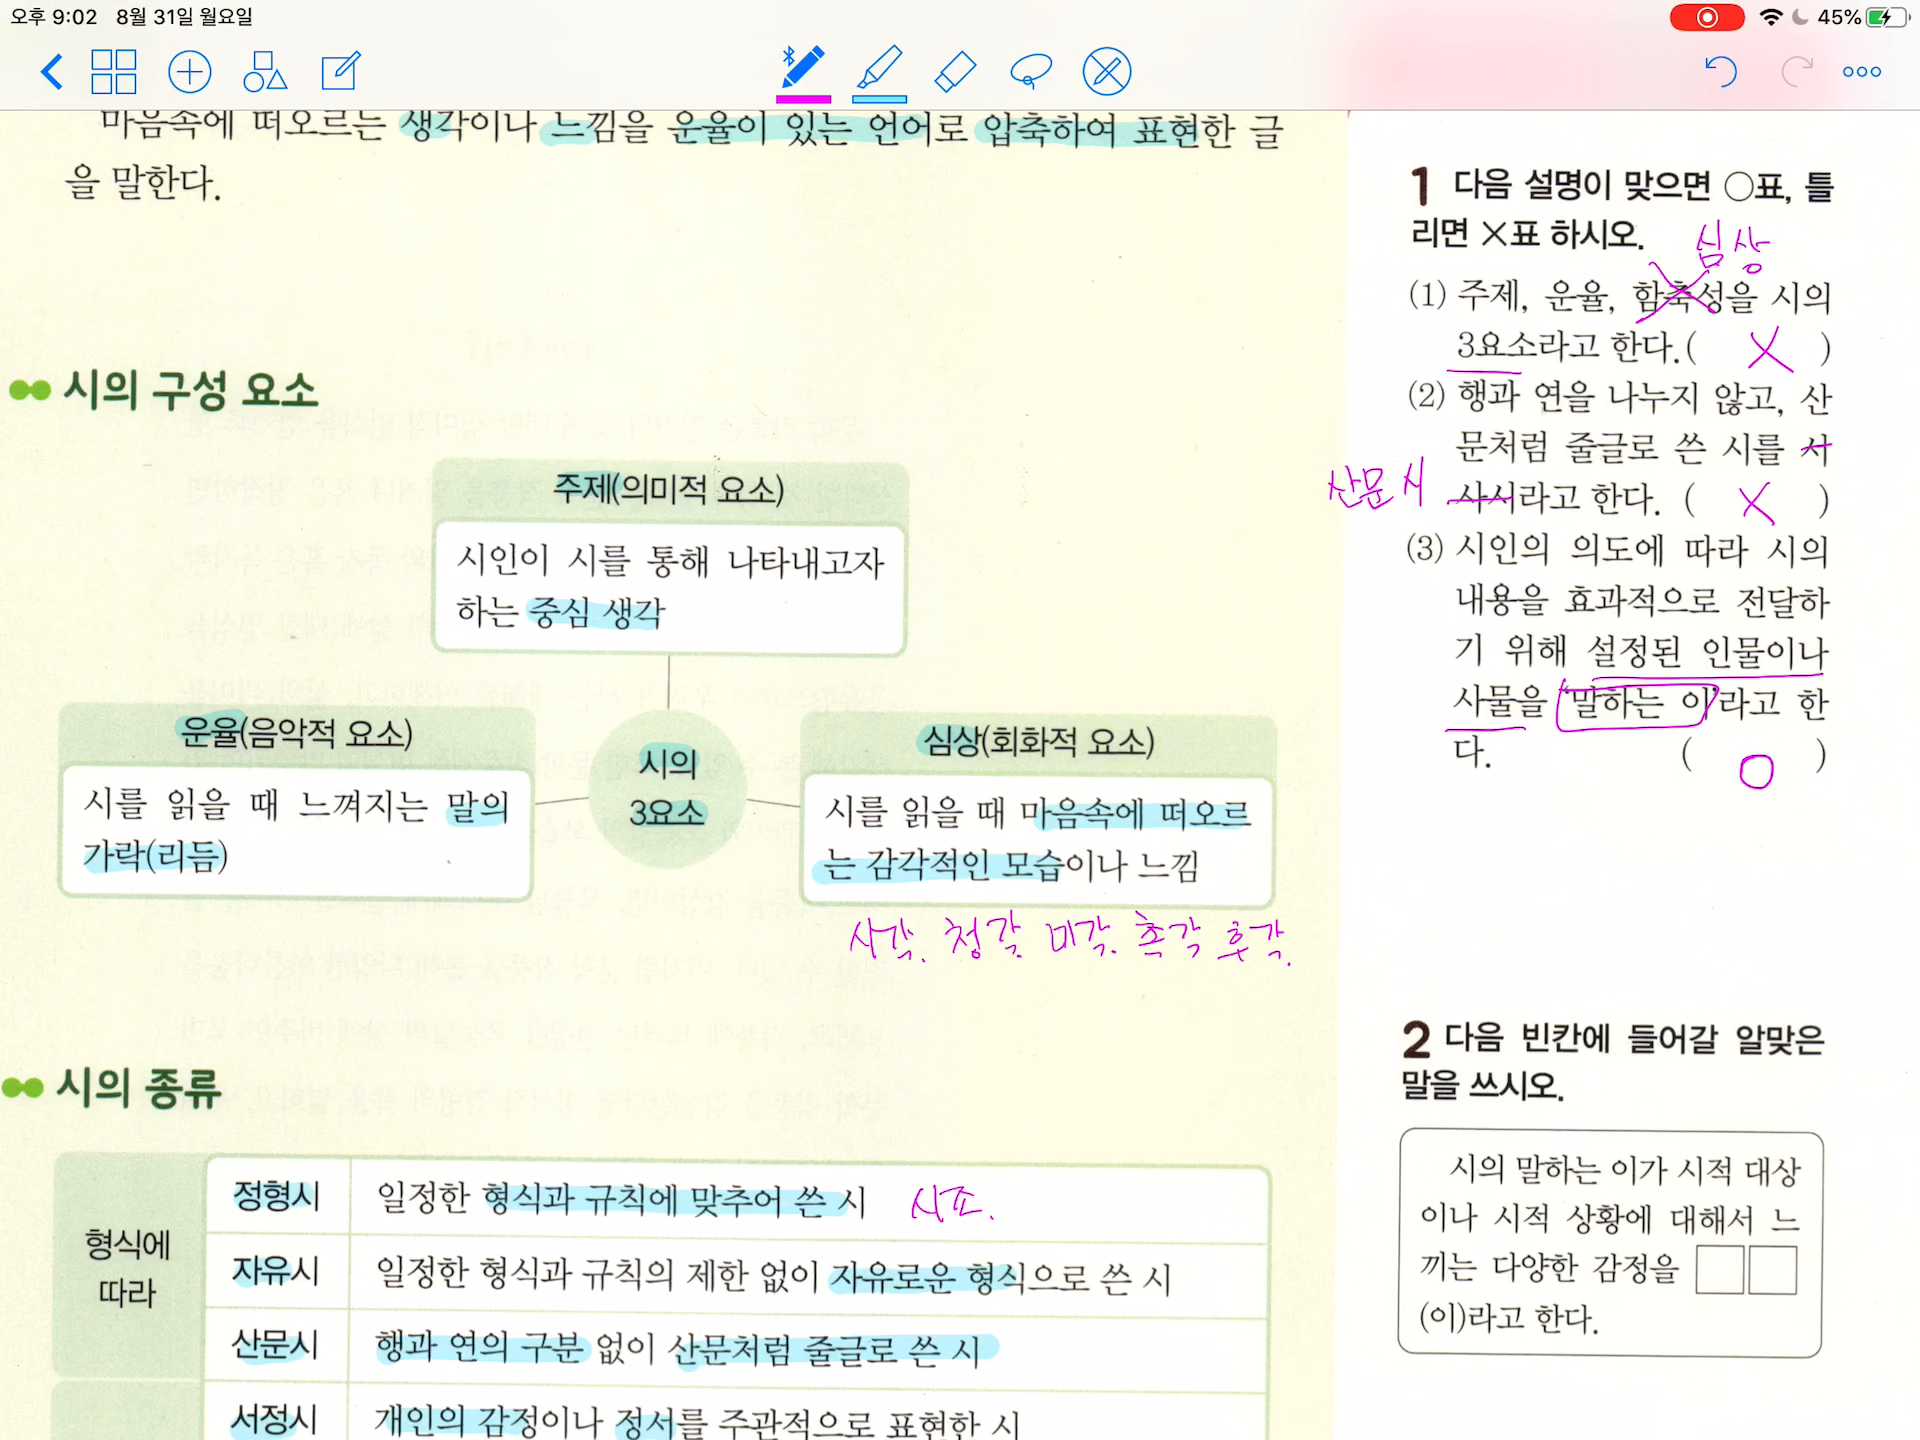 오후 9:02 8월 31일 월요일
45%
마음속에 떠오르는 생각이나 느낌을 운율이 있는 언어로 압축하여 표현한 글
을 말한다.
시의 구성 요소
주제(의미적 요소)
시인이 시를 통해 나타내고자
하는 중심 생각
운율(음악적 요소)
시를 읽을 때 느껴지는 말의
가락(리듬)
시의
3요소
심상(회화적 요소)
시를 읽을 때 마음속에 떠오르
는 감각적인 모습이나 느낌
시각. 청각. 미각. 촉각 후각.
시의 종류
형식에
따라
정형시 일정한 형식과 규칙에 맞추어 쓴 시 시조.
자유시 일정한 형식과 규칙의 제한 없이 자유로운 형식으로 쓴 시
산문시 행과 연의 구분 없이 산문처럼 줄글로 쓴 시
서정시 개인의 감정이나 정서를 주관적으로 표현한 시
1 다음 설명이 맞으면 ○표, 틀
리면 ×표 하시오.
심상
(1) 주제, 운율, 함축성을 시의
3요소라고 한다. ( X )
(2) 행과 연을 나누지 않고, 산
문처럼 줄글로 쓴 시를 서
산문시 사시라고 한다. ( X )
(3) 시인의 의도에 따라 시의
내용을 효과적으로 전달하
기 위해 설정된 인물이나
사물을 '말하는 이'라고 한
다. ( O )
2 다음 빈칸에 들어갈 알맞은
말을 쓰시오.
시의 말하는 이가 시적 대상
이나 시적 상황에 대해서 느
끼는 다양한 감정을 □□
(이)라고 한다.